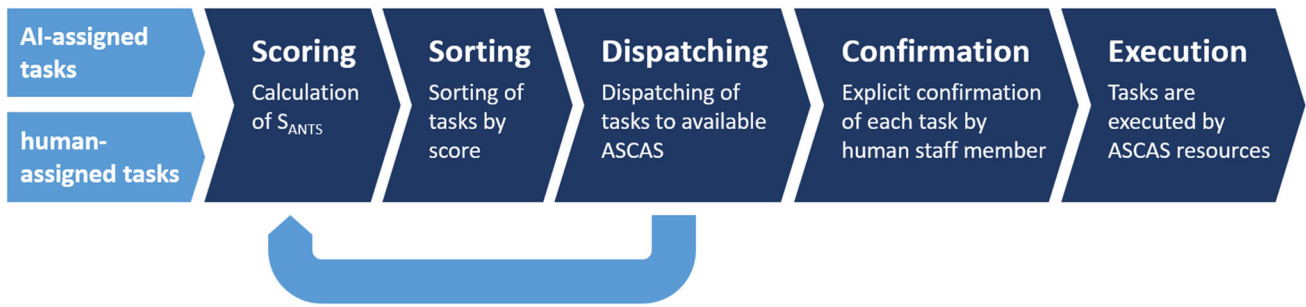 AI-assigned
tasks
human-
assigned tasks
Scoring
Calculation
of S_ANTS
Sorting
Sorting of
tasks by
score
Dispatching
Dispatching of
tasks to available
ASCAS
Confirmation
Explicit confirmation
of each task by
human staff member
Execution
Tasks are
executed by
ASCAS resources